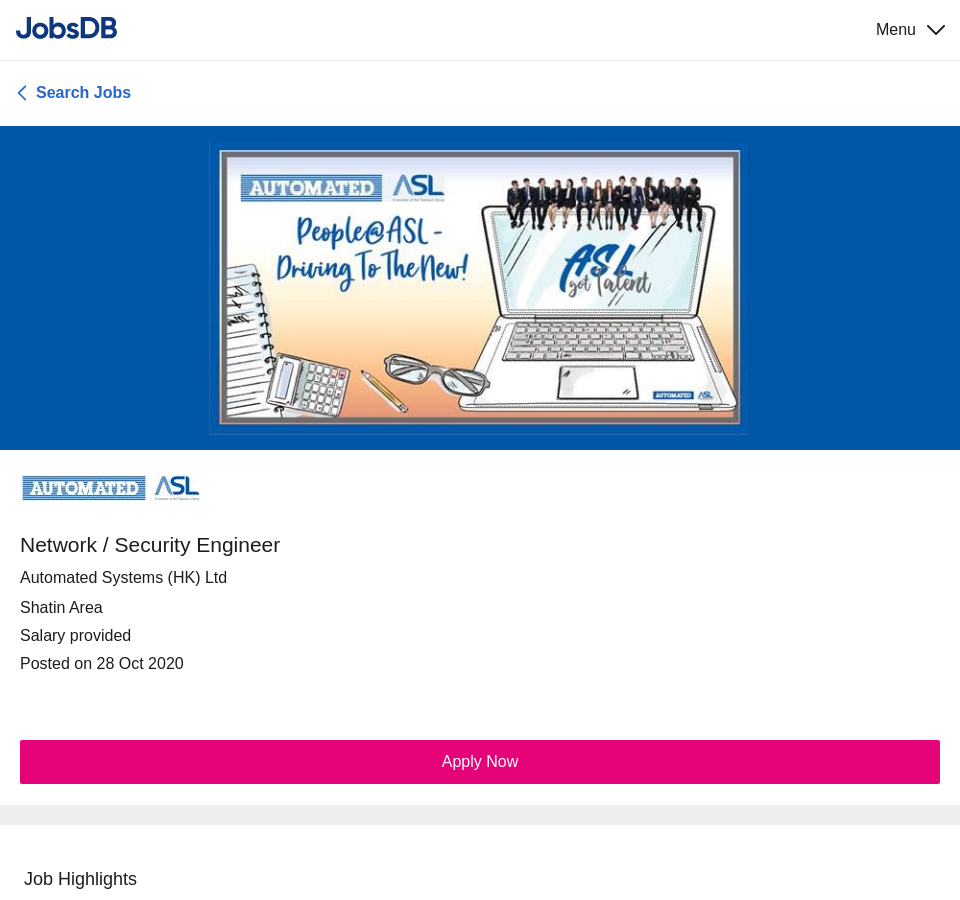 JobsDB
Menu
Search Jobs
AUTOMATED ASL
People@ASL -
Driving To The New!
ASL
got Talent
AUTOMATED ASL
AUTOMATED ASL
Network / Security Engineer
Automated Systems (HK) Ltd
Shatin Area
Salary provided
Posted on 28 Oct 2020
Apply Now
Job Highlights